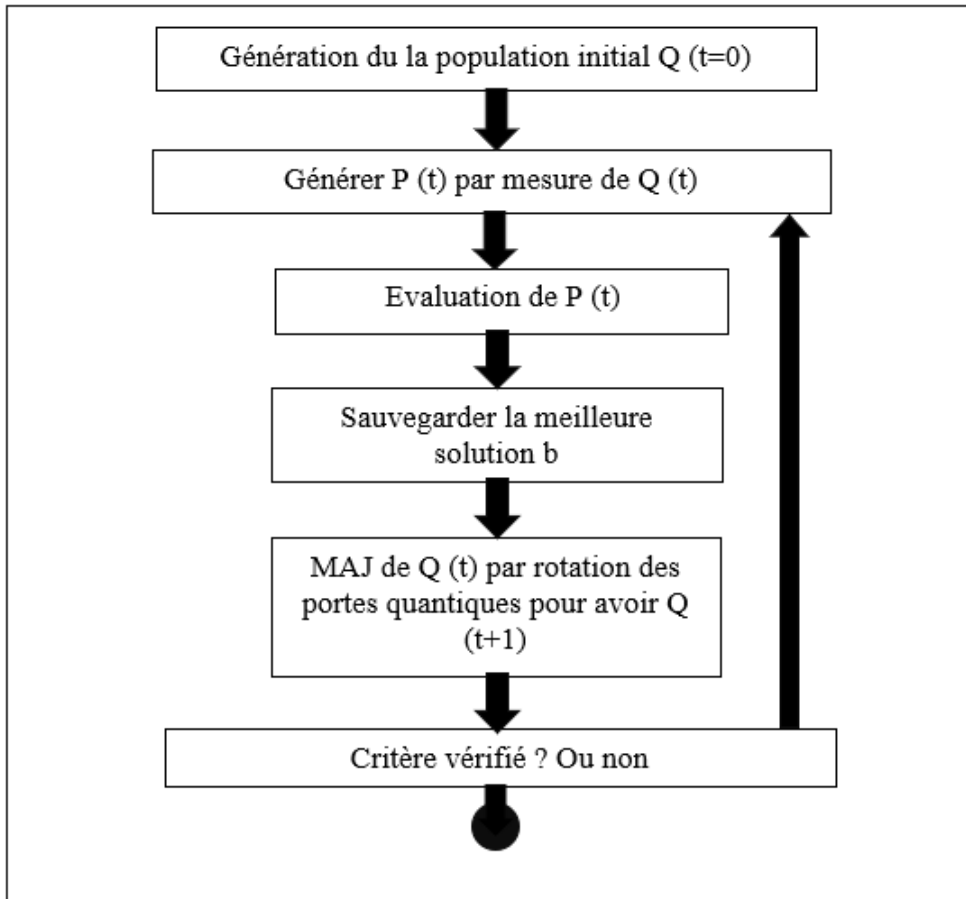 Génération du la population initial Q (t=0)
Générer P (t) par mesure de Q (t)
Evaluation de P (t)
Sauvegarder la meilleure
solution b
MAJ de Q (t) par rotation des
portes quantiques pour avoir Q
(t+1)
Critère vérifié ? Ou non